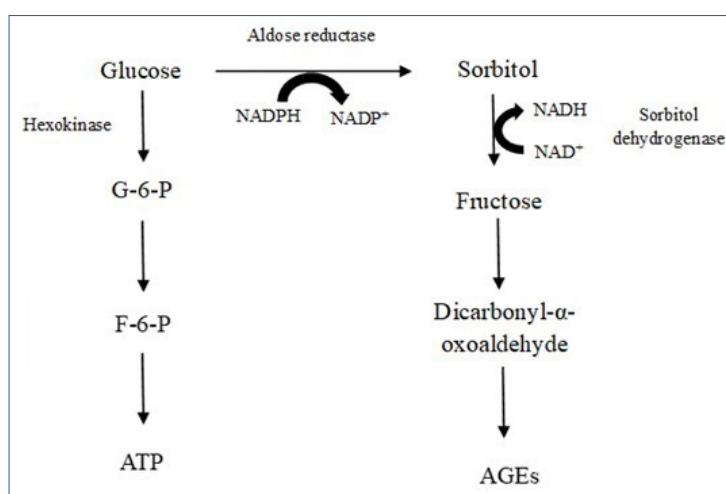 Aldose reductase
Glucose
Sorbitol
NADPH
NADP⁺
Hexokinase
NADH
NAD⁺
Sorbitol
dehydrogenase
G-6-P
Fructose
F-6-P
Dicarbonyl-α-
oxoaldehyde
ATP
AGEs